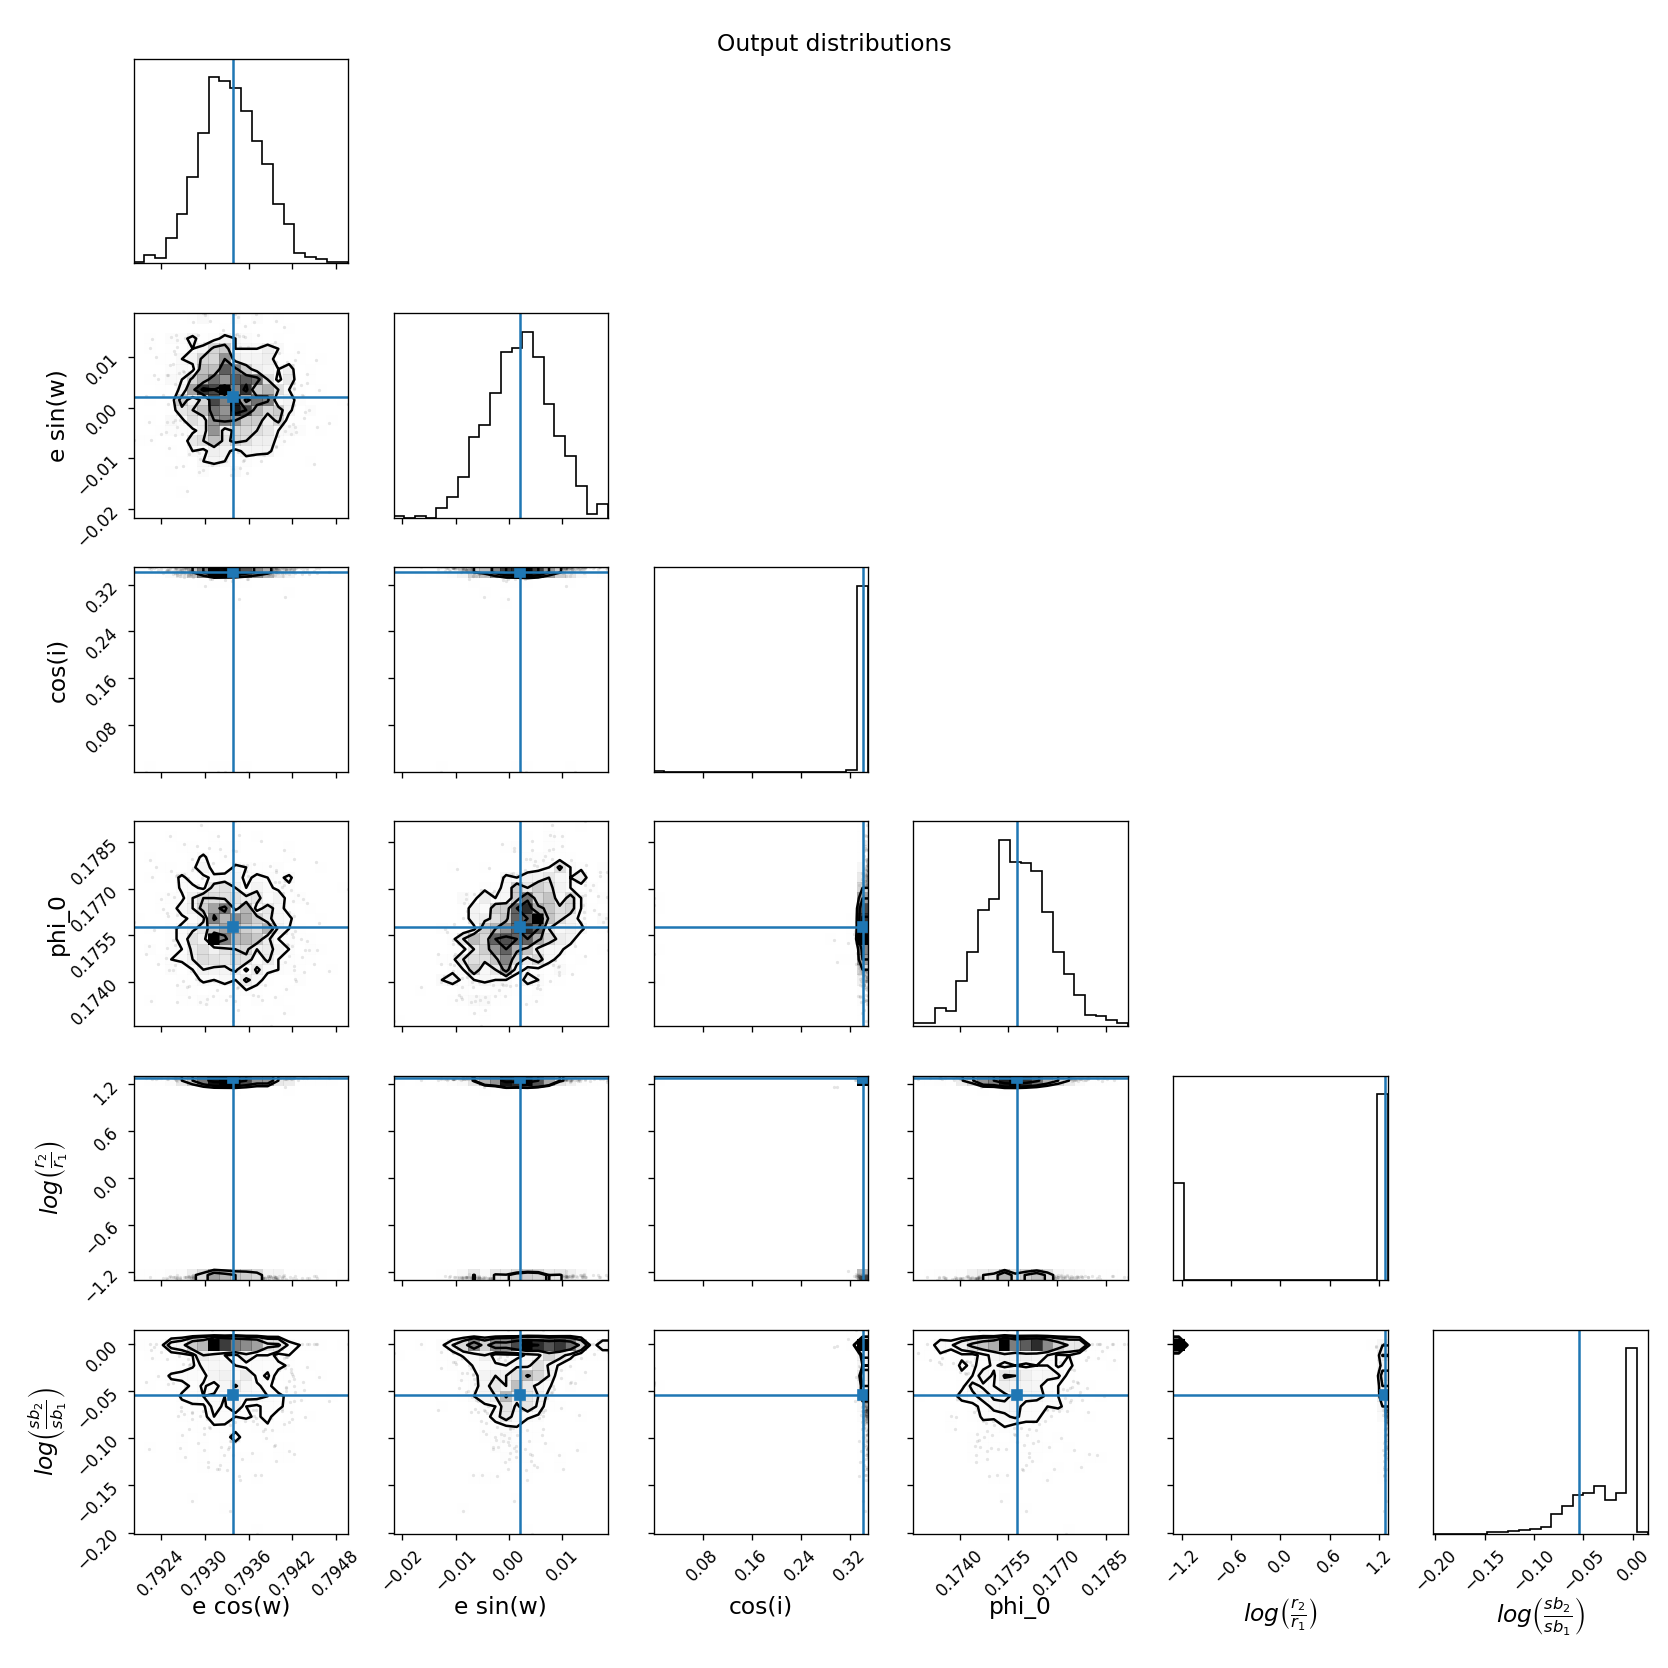 Output distributions
e sin(w)
0.01
0.00
−0.01
−0.02
cos(i)
0.32
0.24
0.16
0.08
phi_0
0.1785
0.1770
0.1755
0.1740
log(r₂/r₁)
1.2
0.6
0.0
−0.6
−1.2
log(sb₂/sb₁)
0.00
−0.05
−0.10
−0.15
−0.20
0.7924 0.7930 0.7936 0.7942 0.7948
−0.02 −0.01 0.00 0.01
0.08 0.16 0.24 0.32
0.1740 0.1755 0.1770 0.1785
−1.2 −0.6 0.0 0.6 1.2
−0.20 −0.15 −0.10 −0.05 0.00
e cos(w) e sin(w) cos(i) phi_0 log(r₂/r₁) log(sb₂/sb₁)